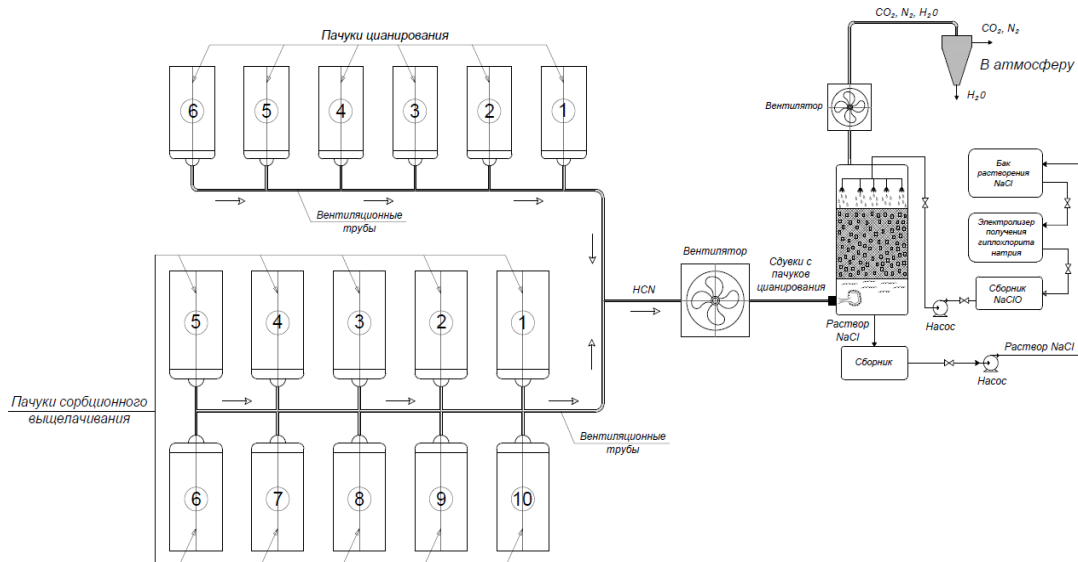 CO₂, N₂, H₂O
CO₂, N₂
В атмосферу
H₂O
Вентилятор
Пачуки цианирования
6
5
4
3
2
1
Вентиляционные
трубы
Бак
растворения
NaCl
Электролизер
получения
гиплохлорита
натрия
Сборник
NaClO
Насос
Вентилятор
HCN
Сдувки с
пачуков
цианирования
Раствор
NaCl
Сборник
Раствор NaCl
Насос
5
4
3
2
1
Пачуки сорбционного
выщелачивания
Вентиляционные
трубы
6
7
8
9
10